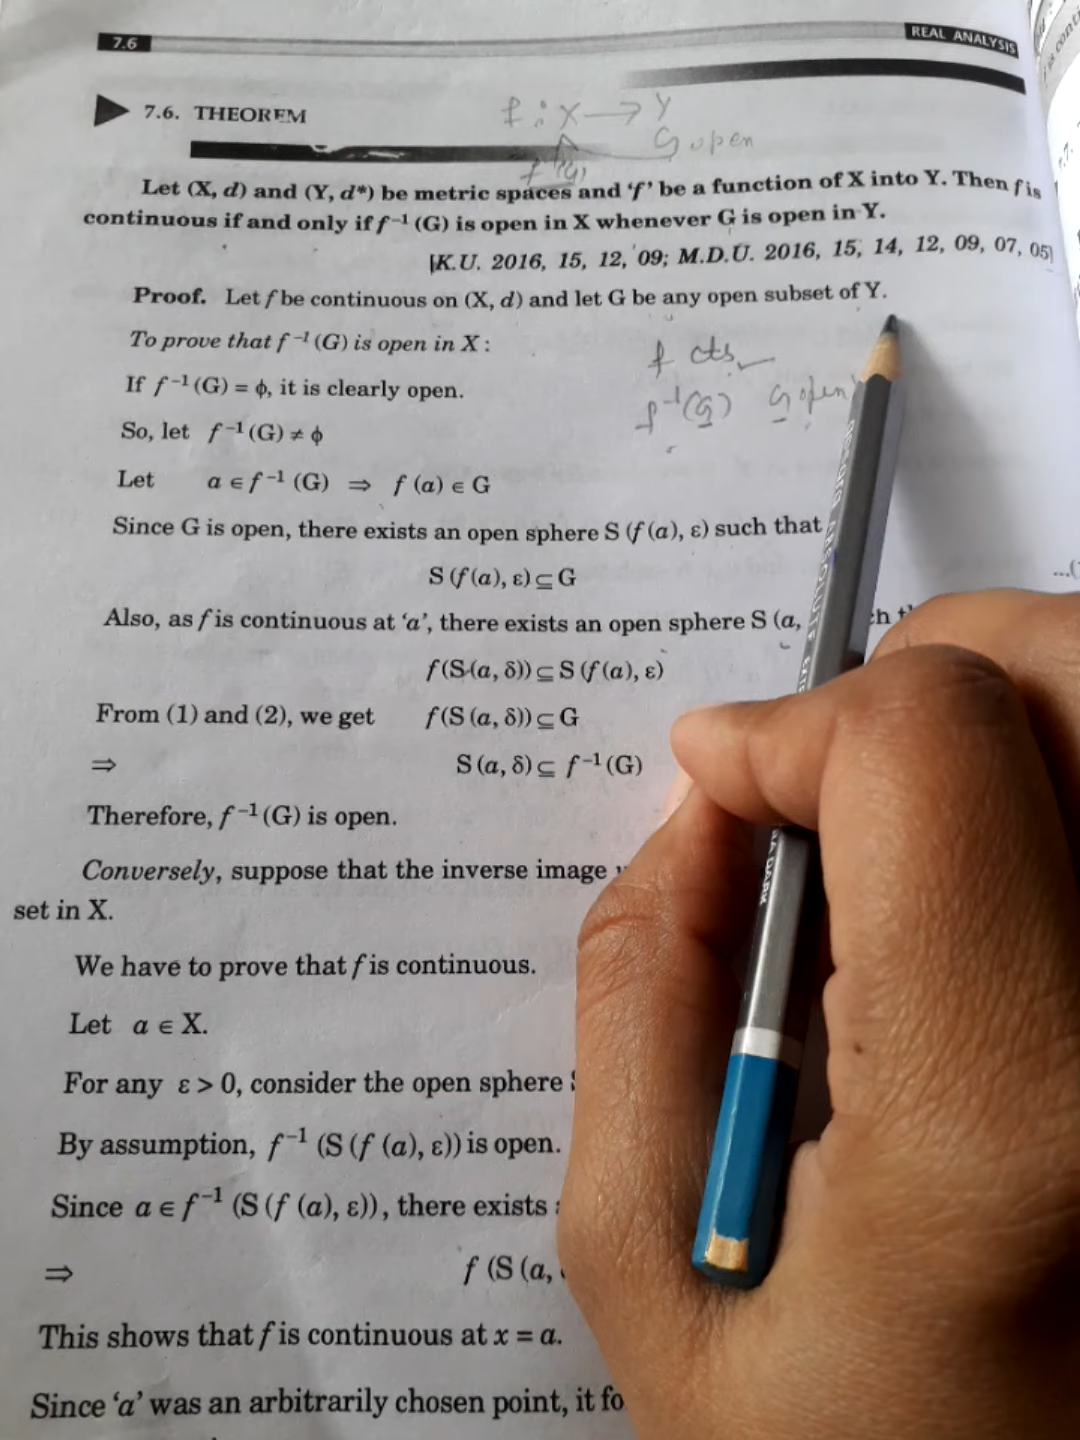 7.6
REAL ANALYSIS
7.6. THEOREM
f : X → Y
G open
f⁻¹(G)
Let (X, d) and (Y, d*) be metric spaces and ‘f’ be a function of X into Y. Then f is
continuous if and only if f⁻¹ (G) is open in X whenever G is open in Y.
[K.U. 2016, 15, 12, 09; M.D.U. 2016, 15, 14, 12, 09, 07, 05]
Proof. Let f be continuous on (X, d) and let G be any open subset of Y.
To prove that f⁻¹ (G) is open in X :
f cts
If f⁻¹ (G) = φ, it is clearly open.
f⁻¹(G) G open
So, let f⁻¹ (G) ≠ φ
Let a ∈ f⁻¹ (G) ⇒ f (a) ∈ G
Since G is open, there exists an open sphere S (f (a), ε) such that
S (f (a), ε) ⊆ G
Also, as f is continuous at ‘a’, there exists an open sphere S (a,
f (S (a, δ)) ⊆ S (f (a), ε)
From (1) and (2), we get f (S (a, δ)) ⊆ G
⇒ S (a, δ) ⊆ f⁻¹ (G)
Therefore, f⁻¹ (G) is open.
Conversely, suppose that the inverse image
set in X.
We have to prove that f is continuous.
Let a ∈ X.
For any ε > 0, consider the open sphere
By assumption, f⁻¹ (S (f (a), ε)) is open.
Since a ∈ f⁻¹ (S (f (a), ε)), there exists
⇒ f (S (a,
This shows that f is continuous at x = a.
Since ‘a’ was an arbitrarily chosen point, it